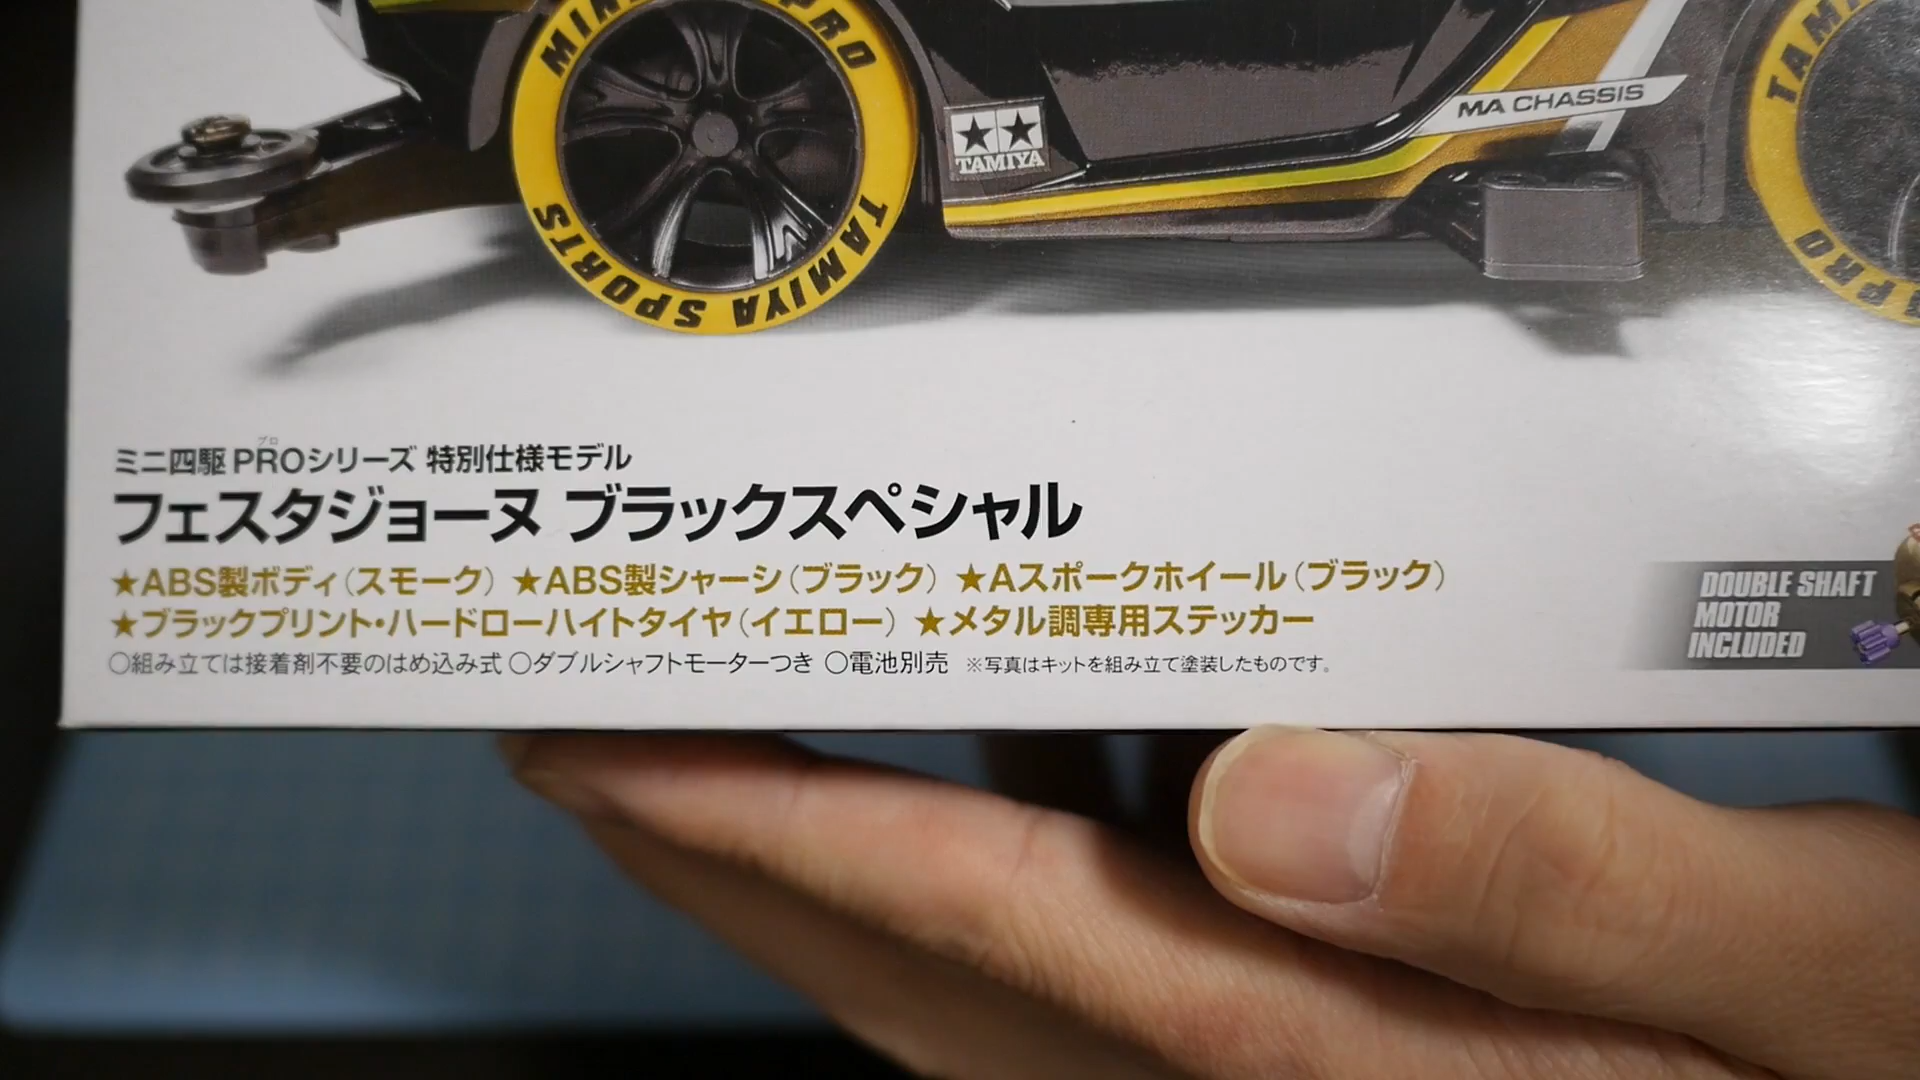 MINI PRO
TAMIYA SPORTS
TAMIYA
MA CHASSIS
PRO
ミニ四駆PROシリーズ 特別仕様モデル
プロ
フェスタジョーヌ ブラックスペシャル
★ABS製ボディ(スモーク) ★ABS製シャーシ(ブラック) ★Aスポークホイール(ブラック)
★ブラックプリント・ハードローハイトタイヤ(イエロー) ★メタル調専用ステッカー
○組み立ては接着剤不要のはめ込み式 ○ダブルシャフトモーターつき ○電池別売 ※写真はキットを組み立て塗装したものです。
DOUBLE SHAFT
MOTOR
INCLUDED